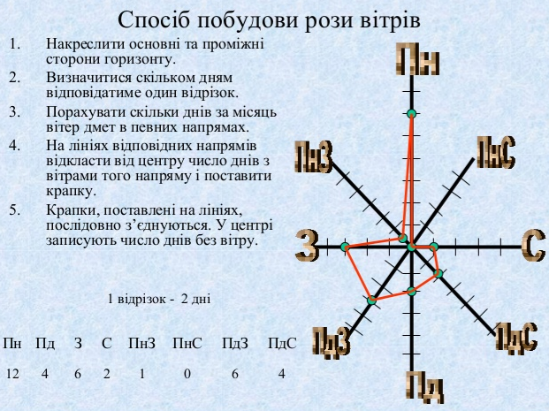 Спосіб побудови рози вітрів
1. Накреслити основні та проміжні
сторони горизонту.
2. Визначитися скільком дням
відповідатиме один відрізок.
3. Порахувати скільки днів за місяць
вітер дмет в певних напрямах.
4. На лініях відповідних напрямів
відкласти від центру число днів з
вітрами того напряму і поставити
крапку.
5. Крапки, поставлені на лініях,
послідовно з’єднуються. У центрі
записують число днів без вітру.
1 відрізок - 2 дні
Пн Пд З С ПнЗ ПнС ПдЗ ПдС
12 4 6 2 1 0 6 4
Пн
ПнЗ
ПнС
З
С
ПдЗ
ПдС
Пд